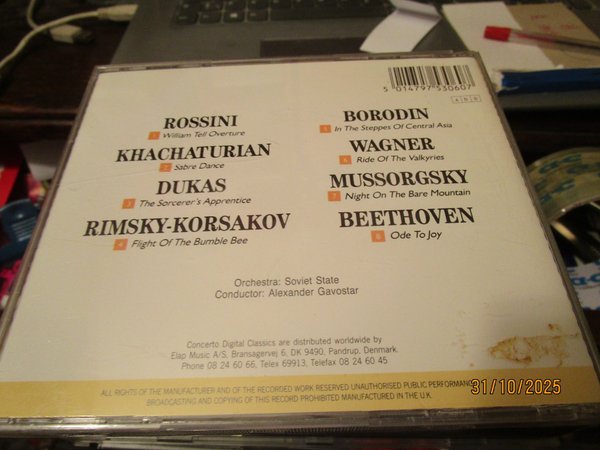 5 014797 530607
ADD
ROSSINI
1 William Tell Overture
KHACHATURIAN
2 Sabre Dance
DUKAS
3 The Sorcerer's Apprentice
RIMSKY-KORSAKOV
4 Flight Of The Bumble Bee
BORODIN
5 In The Steppes Of Central Asia
WAGNER
6 Ride Of The Valkyries
MUSSORGSKY
7 Night On The Bare Mountain
BEETHOVEN
8 Ode To Joy
Orchestra: Soviet State
Conductor: Alexander Gavostar
Concerto Digital Classics are distributed worldwide by
Elap Music A/S, Bransagervej 6, DK 9490, Pandrup, Denmark.
Phone 08 24 60 66, Telex 69913, Telefax 08 24 60 45
ALL RIGHTS OF THE MANUFACTURER AND OF THE RECORDED WORK RESERVED UNAUTHORISED PUBLIC PERFORMANCE
BROADCASTING AND COPYING OF THIS RECORD PROHIBITED MANUFACTURED IN THE U.K.
31/10/2025